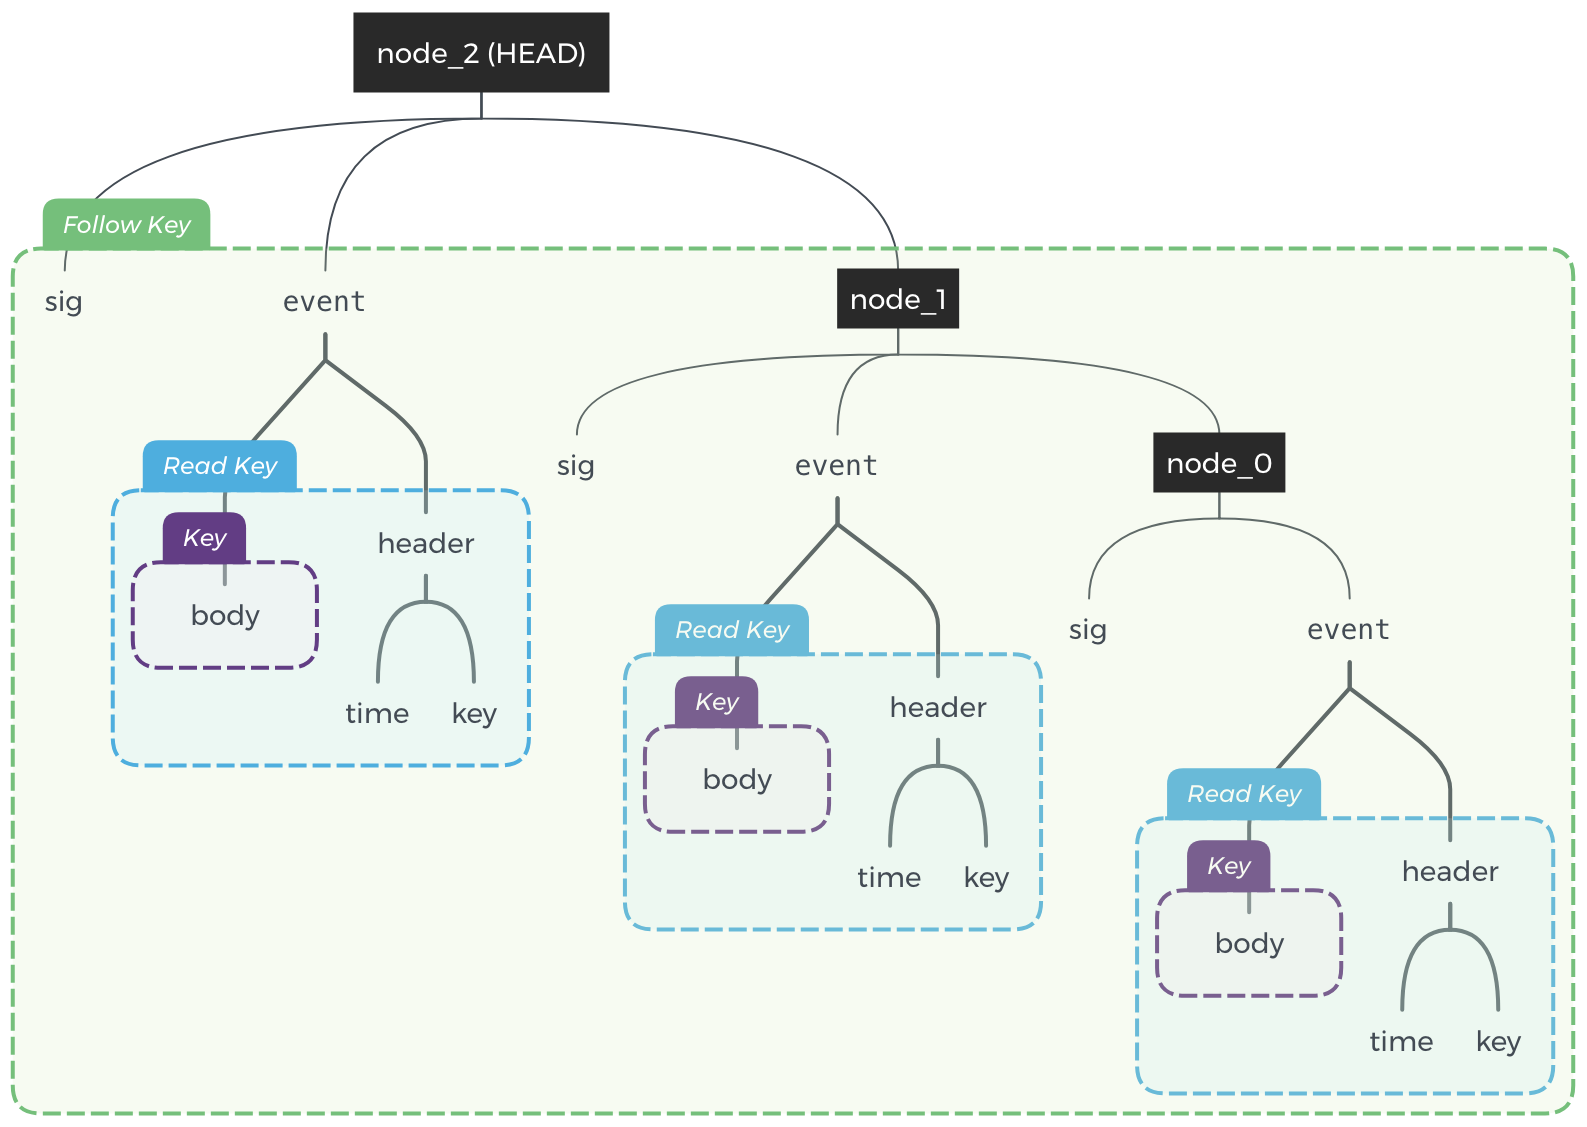 node_2 (HEAD)
Follow Key
sig
event
node_1
Read Key
Key
header
body
time key
sig
event
node_0
Read Key
Key
header
body
time key
sig
event
Read Key
Key
header
body
time key